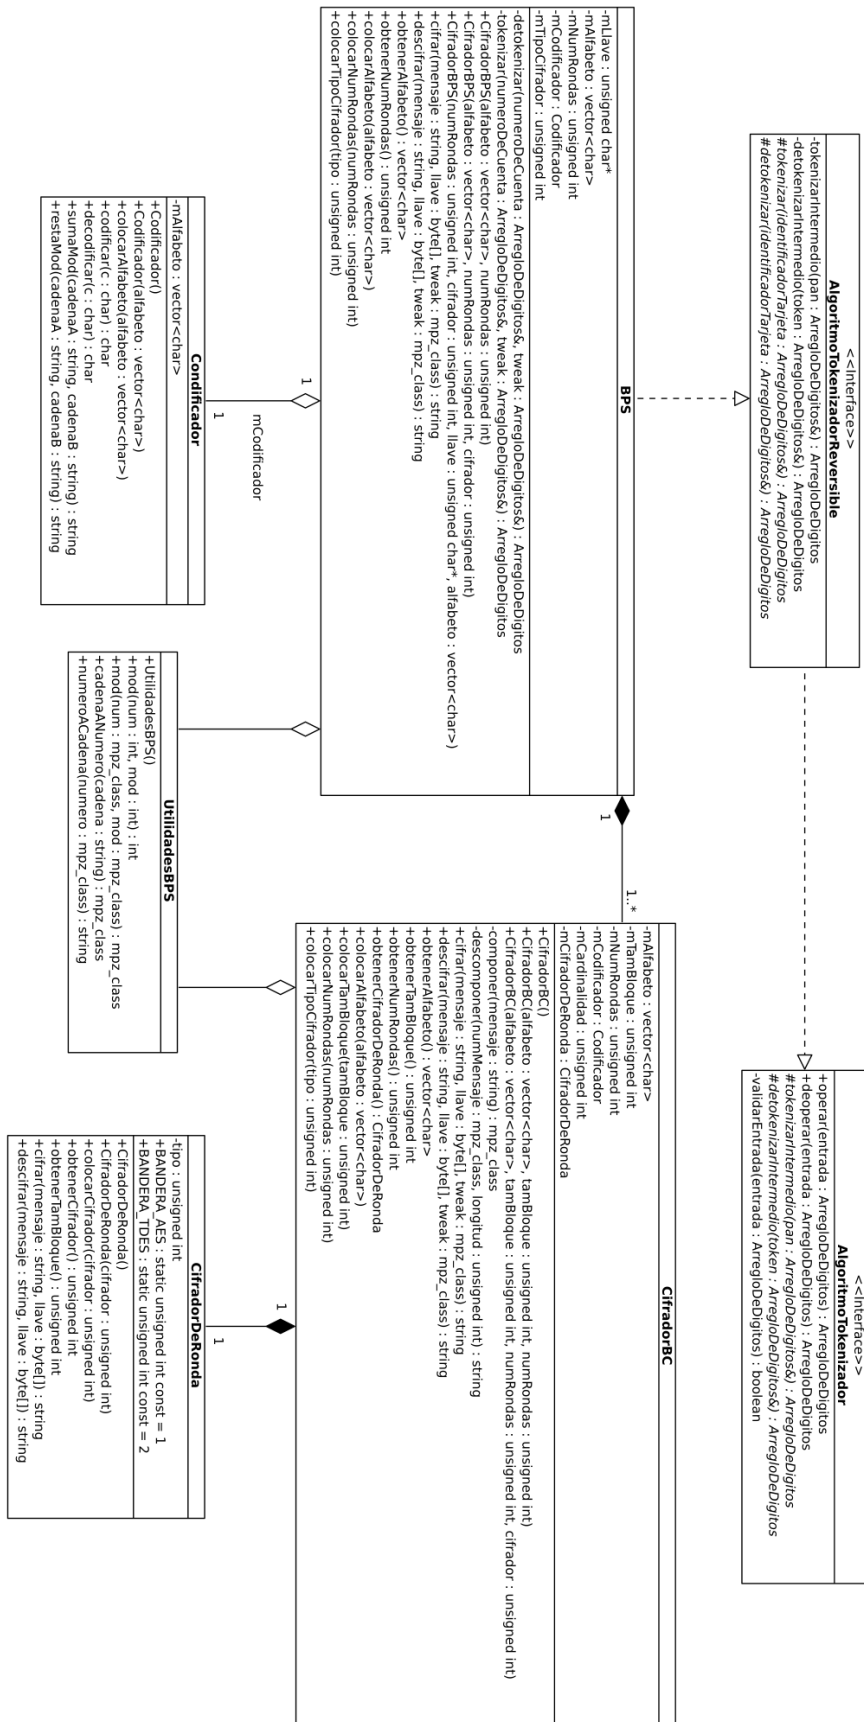 <<Interface>>
AlgoritmoTokenizadorReversible
-tokenizarIntermedio(pan : ArregloDeDigitos&) : ArregloDeDigitos
-detokenizarIntermedio(token : ArregloDeDigitos&) : ArregloDeDigitos
#tokenizar(identificadorTarjeta : ArregloDeDigitos&) : ArregloDeDigitos
#detokenizar(identificadorTarjeta : ArregloDeDigitos&) : ArregloDeDigitos
<<Interface>>
AlgoritmoTokenizador
+operar(entrada : ArregloDeDigitos) : ArregloDeDigitos
+deoperar(entrada : ArregloDeDigitos) : ArregloDeDigitos
#tokenizarIntermedio(pan : ArregloDeDigitos&) : ArregloDeDigitos
#detokenizarIntermedio(token : ArregloDeDigitos&) : ArregloDeDigitos
-validarEntrada(entrada : ArregloDeDigitos) : boolean
BPS
-mLlave : unsigned char*
-mAlfabeto : vector<char>
-mNumRondas : unsigned int
-mCodificador : Codificador
-mTipoCifrador : unsigned int
-detokenizar(numeroDeCuenta : ArregloDeDigitos&, tweak : ArregloDeDigitos&) : ArregloDeDigitos
-tokenizar(numeroDeCuenta : ArregloDeDigitos&, tweak : ArregloDeDigitos&) : ArregloDeDigitos
+CifradorBPS(alfabeto : vector<char>, numRondas : unsigned int)
+CifradorBPS(alfabeto : vector<char>, numRondas : unsigned int, cifrador : unsigned int)
+CifradorBPS(numRondas : unsigned int, cifrador : unsigned int, llave : unsigned char*, alfabeto : vector<char>)
+cifrar(mensaje : string, llave : byte[], tweak : mpz_class) : string
+descifrar(mensaje : string, llave : byte[], tweak : mpz_class) : string
+obtenerAlfabeto() : vector<char>
+obtenerNumRondas() : unsigned int
+colocarAlfabeto(alfabeto : vector<char>)
+colocarNumRondas(numRondas : unsigned int)
+colocarTipoCifrador(tipo : unsigned int)
1
1..*
CifradorBC
-mAlfabeto : vector<char>
-mTamBloque : unsigned int
-mNumRondas : unsigned int
-mCodificador : Codificador
-mCardinalidad : unsigned int
-mCifradorDeRonda : CifradorDeRonda
+CifradorBC()
+CifradorBC(alfabeto : vector<char>, tamBloque : unsigned int, numRondas : unsigned int)
+CifradorBC(alfabeto : vector<char>, tamBloque : unsigned int, numRondas : unsigned int, cifrador : unsigned int)
-componer(mensaje : string) : mpz_class
-descomponer(numMensaje : mpz_class, longitud : unsigned int) : string
+cifrar(mensaje : string, llave : byte[], tweak : mpz_class) : string
+descifrar(mensaje : string, llave : byte[], tweak : mpz_class) : string
+obtenerAlfabeto() : vector<char>
+obtenerTamBloque() : unsigned int
+obtenerNumRondas() : unsigned int
+obtenerCifradorDeRonda() : CifradorDeRonda
+colocarAlfabeto(alfabeto : vector<char>)
+colocarTamBloque(tamBloque : unsigned int)
+colocarNumRondas(numRondas : unsigned int)
+colocarTipoCifrador(tipo : unsigned int)
1
mCodificador
1
Condificador
-mAlfabeto : vector<char>
+Codificador()
+Codificador(alfabeto : vector<char>)
+colocarAlfabeto(alfabeto : vector<char>)
+codificar(c : char) : char
+decodificar(c : char) : char
+sumaMod(cadenaA : string, cadenaB : string) : string
+restaMod(cadenaA : string, cadenaB : string) : string
UtilidadesBPS
+UtilidadesBPS()
+mod(num : int, mod : int) : int
+mod(num : mpz_class, mod : mpz_class) : mpz_class
+cadenaANumero(cadena : string) : mpz_class
+numeroACadena(numero : mpz_class) : string
1
1
CifradorDeRonda
-tipo : unsigned int
+BANDERA_AES : static unsigned int const = 1
+BANDERA_TDES : static unsigned int const = 2
+CifradorDeRonda()
+CifradorDeRonda(cifrador : unsigned int)
+colocarCifrador(cifrador : unsigned int)
+obtenerCifrador() : unsigned int
+obtenerTamBloque() : unsigned int
+cifrar(mensaje : string, llave : byte[]) : string
+descifrar(mensaje : string, llave : byte[]) : string